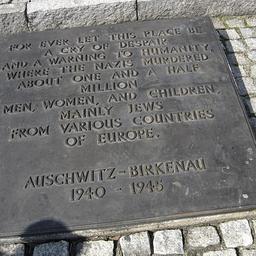 FOR EVER LET THIS PLACE BE
A CRY OF DESPAIR
AND A WARNING TO HUMANITY,
WHERE THE NAZIS MURDERED
ABOUT ONE AND A HALF
MILLION
MEN, WOMEN, AND CHILDREN,
MAINLY JEWS
FROM VARIOUS COUNTRIES
OF EUROPE.
AUSCHWITZ-BIRKENAU
1940 - 1945